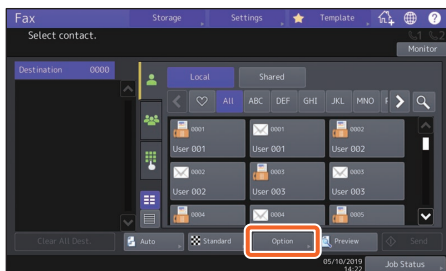 Fax Storage Settings Template
Select contact.
Monitor
Destination 0000
Local Shared
All ABC DEF GHI JKL MNO
0001 0001 0002
User 001 User 001 User 002
0002 0003 0003
User 002 User 003 User 003
0004 0004 0005
Clear All Dest. Auto Standard Option Preview Send
05/10/2019
14:22
Job Status